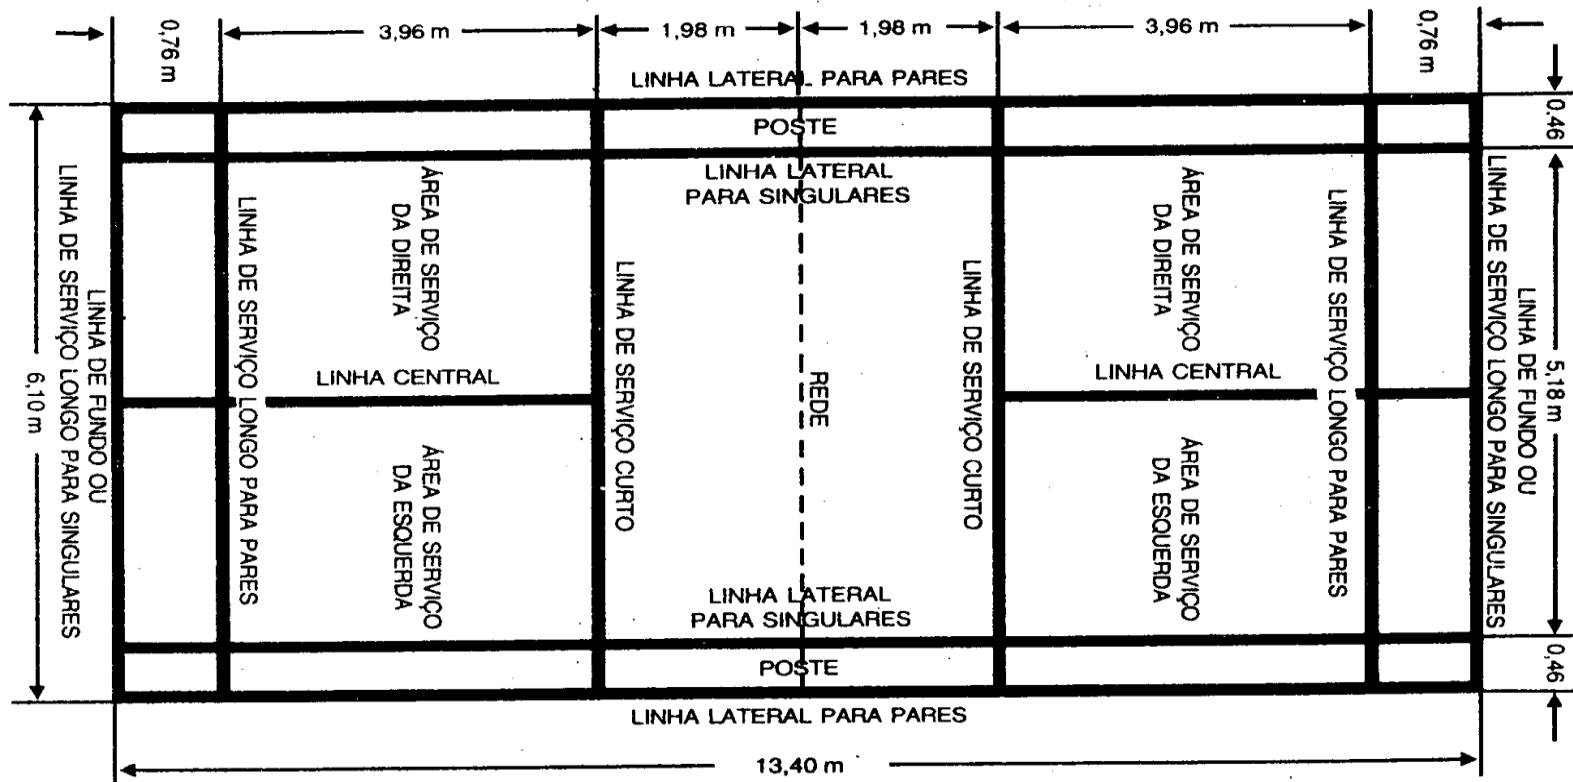 0,76 m
3,96 m
1,98 m
1,98 m
3,96 m
0,76 m
LINHA LATERAL PARA PARES
0.46
POSTE
LINHA LATERAL
PARA SINGULARES
6,10 m
LINHA DE FUNDO OU
LINHA DE SERVIÇO LONGO PARA SINGULARES
LINHA DE SERVIÇO LONGO PARA PARES
ÁREA DE SERVIÇO
DA DIREITA
LINHA CENTRAL
ÁREA DE SERVIÇO
DA ESQUERDA
LINHA DE SERVIÇO CURTO
REDE
LINHA DE SERVIÇO CURTO
ÁREA DE SERVIÇO
DA DIREITA
LINHA CENTRAL
ÁREA DE SERVIÇO
DA ESQUERDA
LINHA DE SERVIÇO LONGO PARA PARES
LINHA DE FUNDO OU
LINHA DE SERVIÇO LONGO PARA SINGULARES
5,18 m
LINHA LATERAL
PARA SINGULARES
POSTE
0,46
LINHA LATERAL PARA PARES
13,40 m